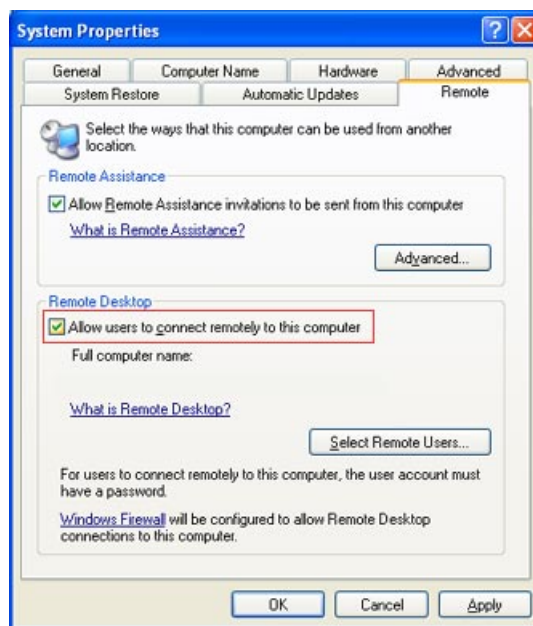 System Properties
General Computer Name Hardware Advanced
System Restore Automatic Updates Remote
Select the ways that this computer can be used from another
location.
Remote Assistance
Allow Remote Assistance invitations to be sent from this computer
What is Remote Assistance?
Advanced...
Remote Desktop
Allow users to connect remotely to this computer
Full computer name:
What is Remote Desktop?
Select Remote Users...
For users to connect remotely to this computer, the user account must
have a password.
Windows Firewall will be configured to allow Remote Desktop
connections to this computer.
OK Cancel Apply